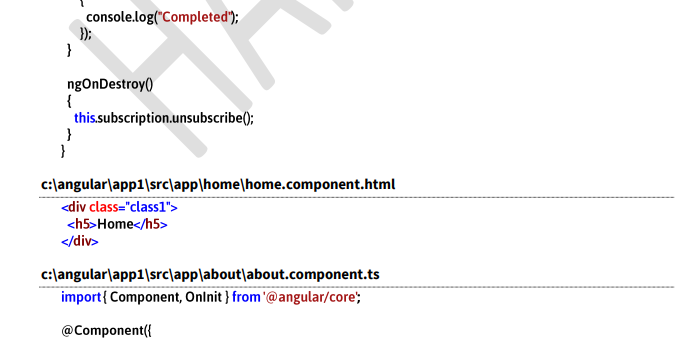 {
console.log("Completed");
});
}
ngOnDestroy()
{
this.subscription.unsubscribe();
}
}
c:\angular\app1\src\app\home\home.component.html
<div class="class1">
<h5>Home</h5>
</div>
c:\angular\app1\src\app\about\about.component.ts
import { Component, OnInit } from '@angular/core';
@Component({